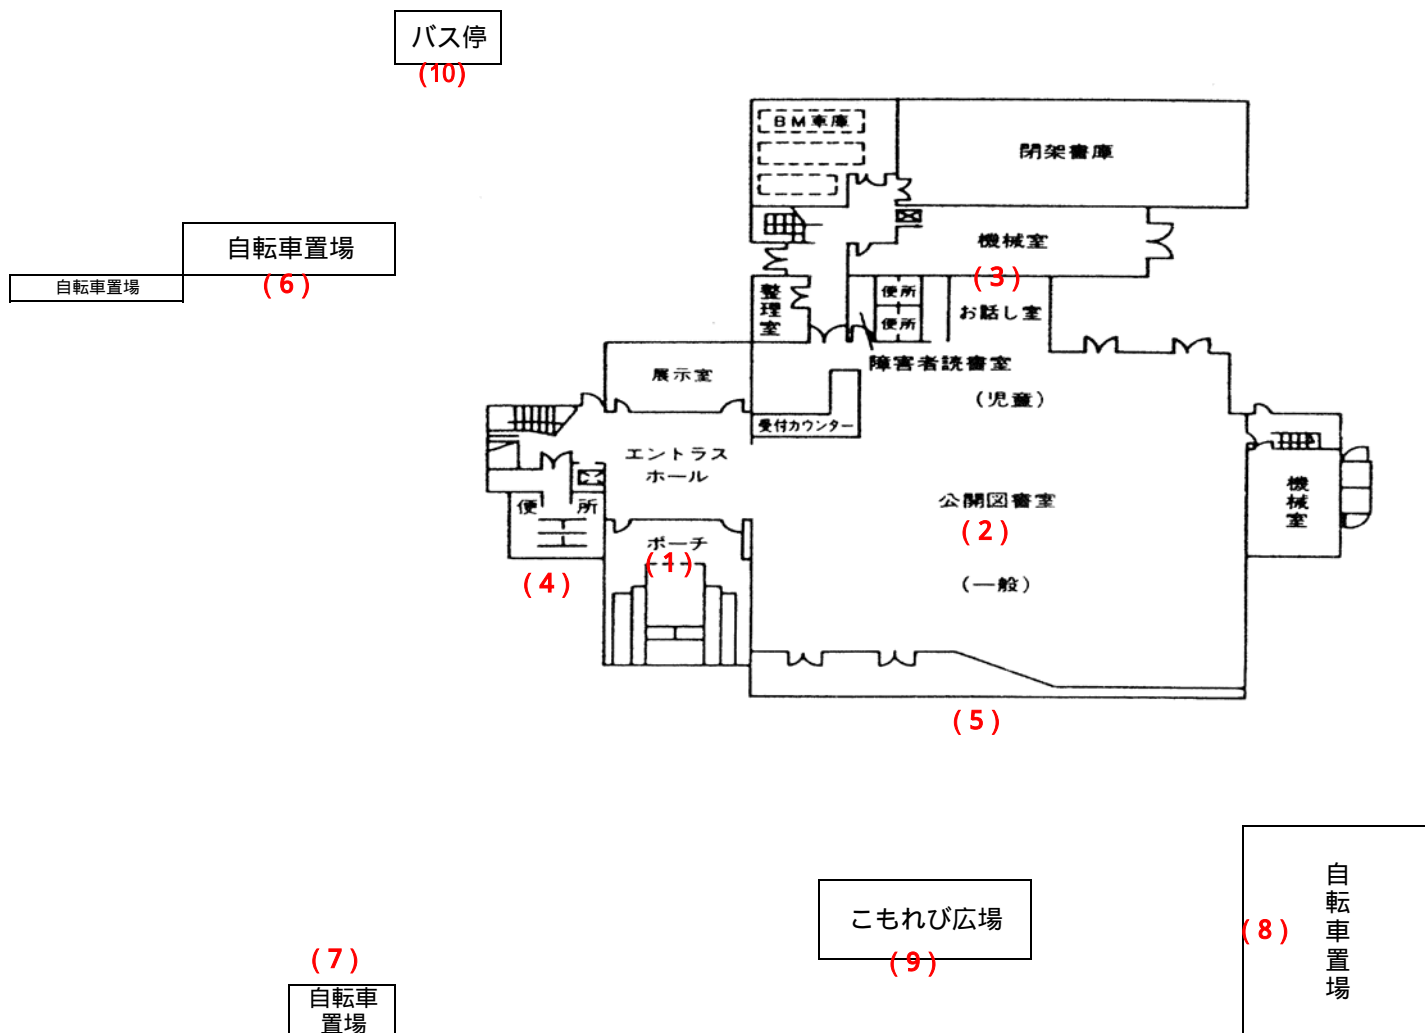 バス停
(10)
BM車庫
閉架書庫
自転車置場
(6)
自転車置場
機械室
(3)
整理室
便所
便所
お話し室
障害者読書室
展示室
(児童)
受付カウンター
エントラス
ホール
公開図書室
(2)
機械室
便 所
ポーチ
(1)
(4)
(一般)
(5)
こもれび広場
(9)
自転車置場
(8)
(7)
自転車
置場